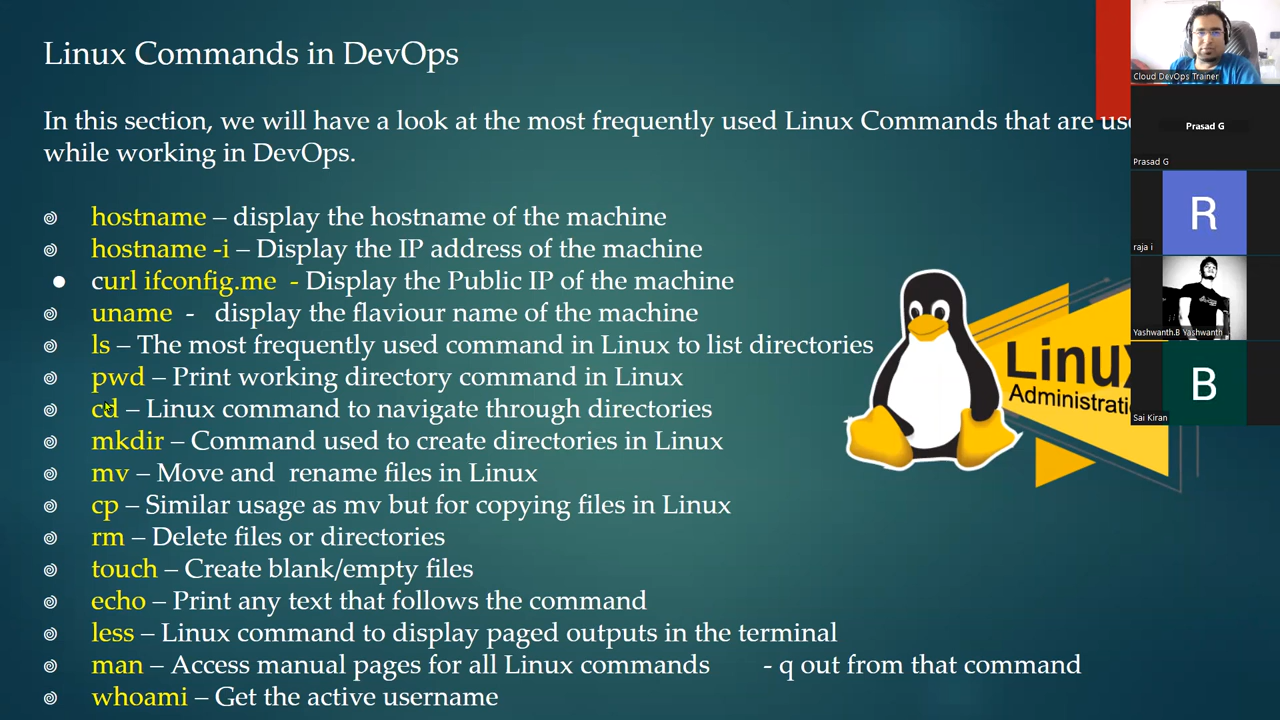 Linux Commands in DevOps
In this section, we will have a look at the most frequently used Linux Commands that are
while working in DevOps.
hostname – display the hostname of the machine
hostname -i – Display the IP address of the machine
curl ifconfig.me - Display the Public IP of the machine
uname - display the flaviour name of the machine
ls – The most frequently used command in Linux to list directories
pwd – Print working directory command in Linux
cd – Linux command to navigate through directories
mkdir – Command used to create directories in Linux
mv – Move and rename files in Linux
cp – Similar usage as mv but for copying files in Linux
rm – Delete files or directories
touch – Create blank/empty files
echo – Print any text that follows the command
less – Linux command to display paged outputs in the terminal
man – Access manual pages for all Linux commands - q out from that command
whoami – Get the active username
Cloud DevOps Trainer
Prasad G
Prasad G
R
raja i
Yashwanth.B Yashwanth
B
Sai Kiran